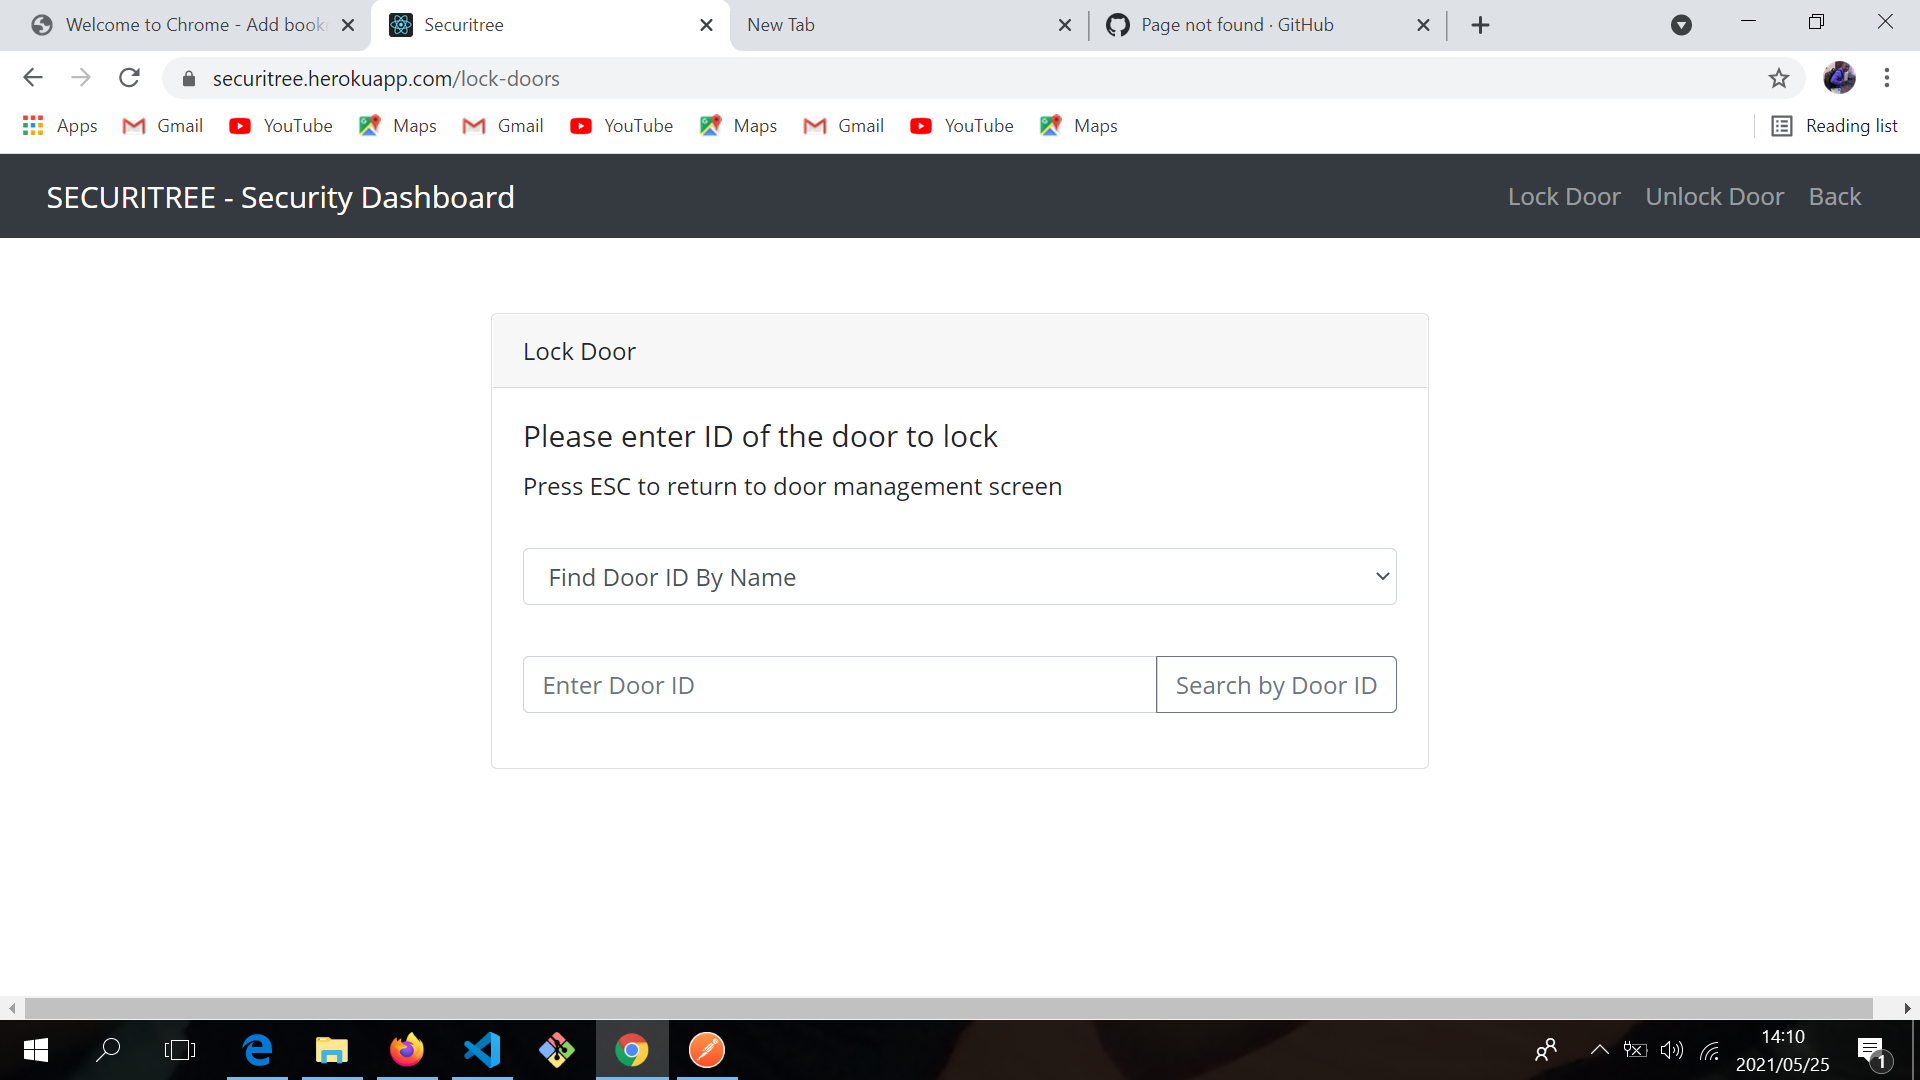 Welcome to Chrome - Add book
Securitree
New Tab
Page not found · GitHub
securitree.herokuapp.com/lock-doors
Apps Gmail YouTube Maps Gmail YouTube Maps Gmail YouTube Maps Reading list
SECURITREE - Security Dashboard
Lock Door Unlock Door Back
Lock Door
Please enter ID of the door to lock
Press ESC to return to door management screen
Find Door ID By Name
Enter Door ID
Search by Door ID
14:10
2021/05/25
1